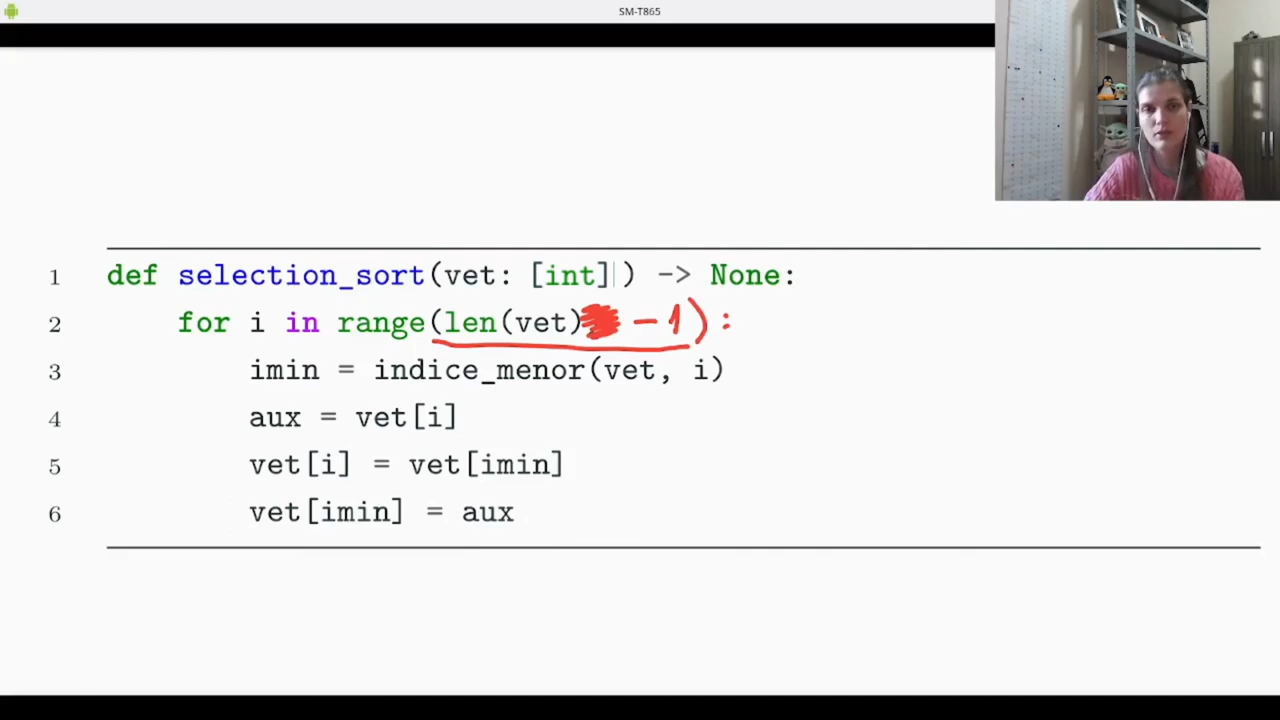 SM-T865
1 def selection_sort(vet: [int]) -> None:
2 for i in range(len(vet) -1):
3 imin = indice_menor(vet, i)
4 aux = vet[i]
5 vet[i] = vet[imin]
6 vet[imin] = aux